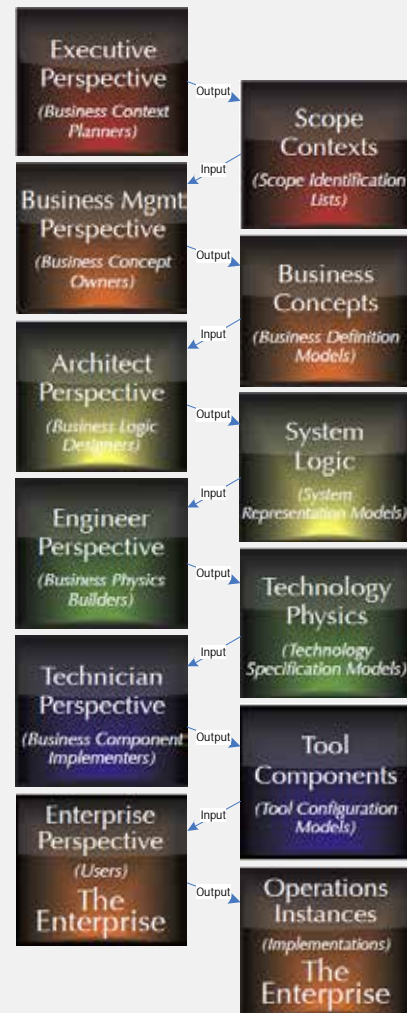 Executive
Perspective
(Business Context
Planners)
Output
Scope
Contexts
(Scope Identification
Lists)
Input
Business Mgmt
Perspective
(Business Concept
Owners)
Output
Business
Concepts
(Business Definition
Models)
Input
Architect
Perspective
(Business Logic
Designers)
Output
System
Logic
(System
Representation Models)
Input
Engineer
Perspective
(Business Physics
Builders)
Output
Technology
Physics
(Technology
Specification Models)
Input
Technician
Perspective
(Business Component
Implementers)
Output
Tool
Components
(Tool Configuration
Models)
Input
Enterprise
Perspective
(Users)
The
Enterprise
Output
Operations
Instances
(Implementations)
The
Enterprise